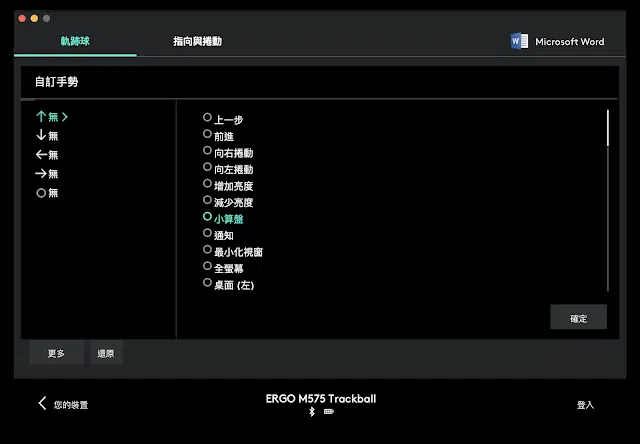 軌跡球
指向與捲動
Microsoft Word
自訂手勢
無
無
無
無
無
上一步
前進
向右捲動
向左捲動
增加亮度
減少亮度
小算盤
通知
最小化視窗
全螢幕
桌面 (左)
確定
更多
還原
您的裝置
ERGO M575 Trackball
登入